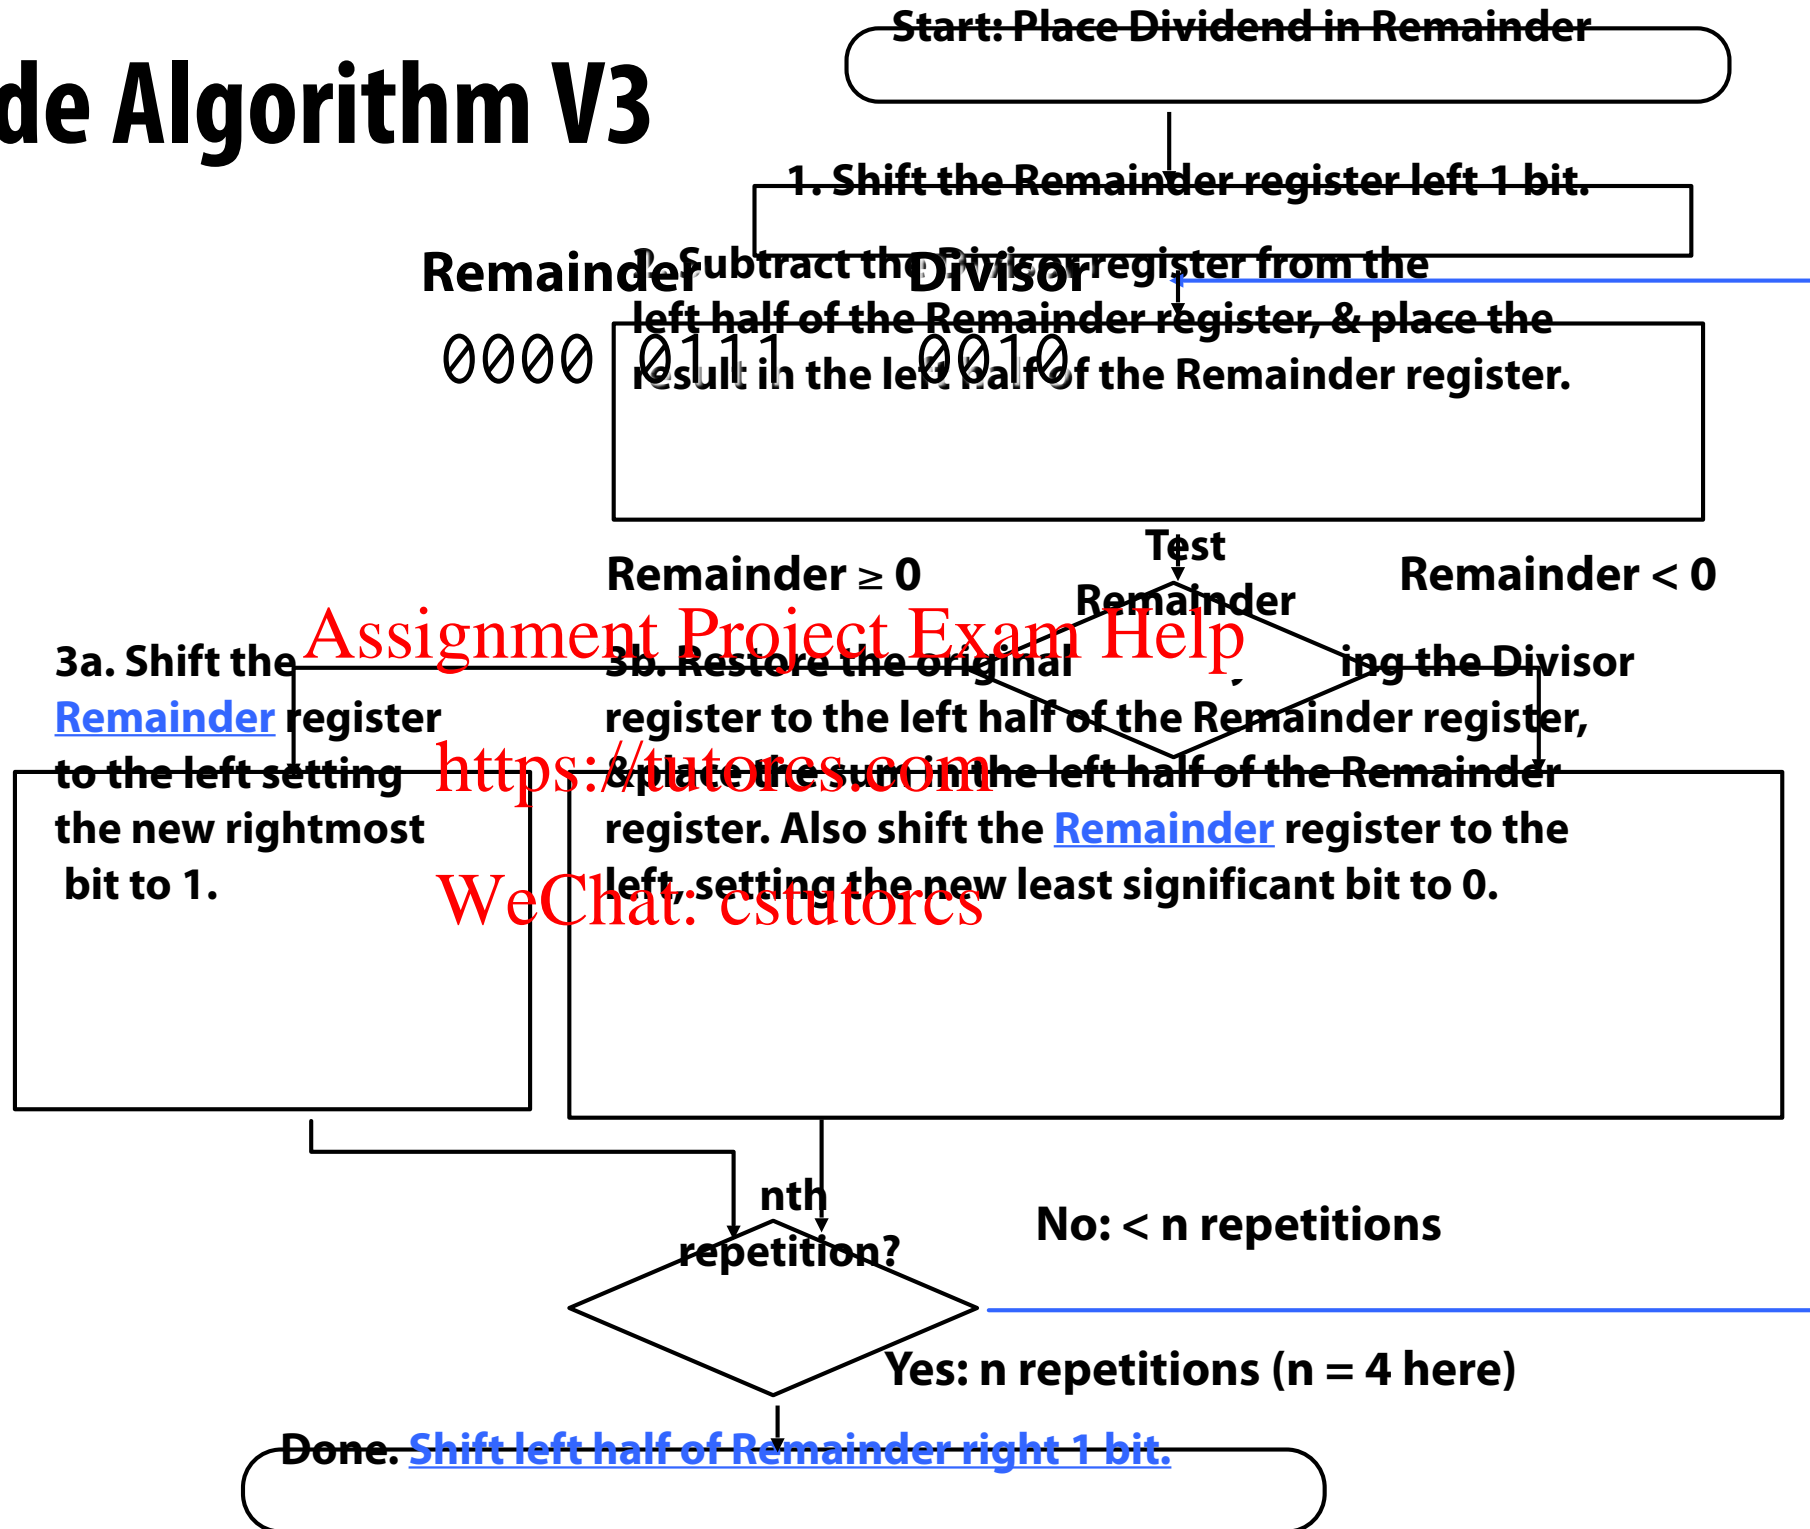 Start: Place Dividend in Remainder
de Algorithm V3
1. Shift the Remainder register left 1 bit.
Remainder Divisor
0000 0111 0010
2. Subtract the Divisor register from the
left half of the Remainder register, & place the
result in the left half of the Remainder register.
Test
Remainder
Remainder ≥ 0
Remainder < 0
Assignment Project Exam Help
https://tutorcs.com
WeChat: cstutorcs
3a. Shift the
Remainder register
to the left setting
the new rightmost
bit to 1.
3b. Restore the original ing the Divisor
register to the left half of the Remainder register,
&place the sum in the left half of the Remainder
register. Also shift the Remainder register to the
left, setting the new least significant bit to 0.
nth
repetition?
No: < n repetitions
Yes: n repetitions (n = 4 here)
Done. Shift left half of Remainder right 1 bit.